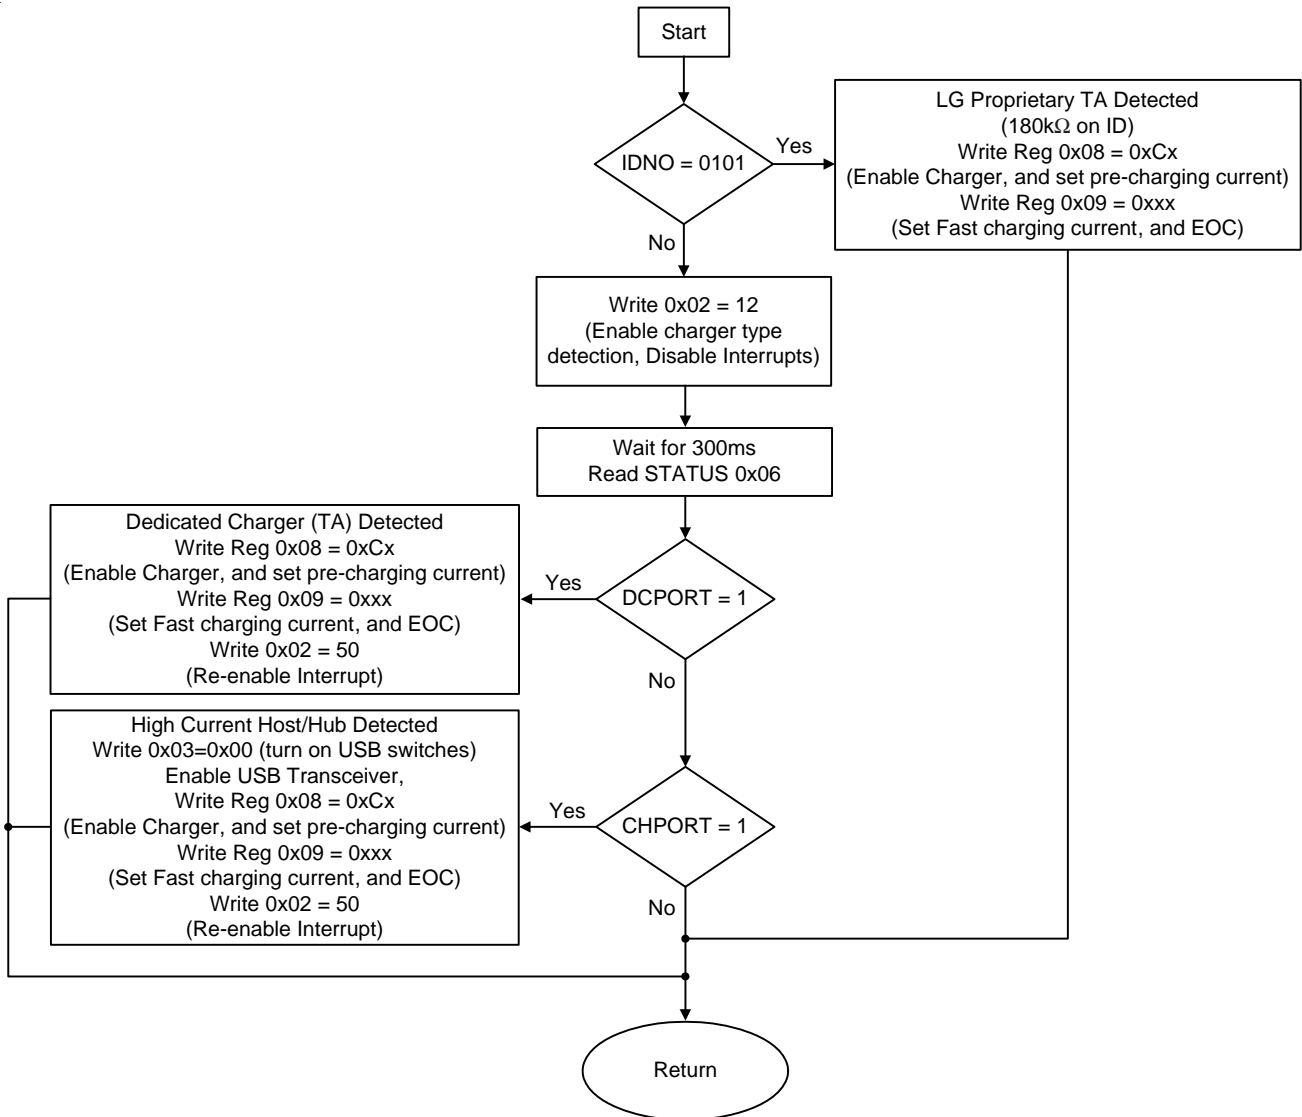 Start
IDNO = 0101
Yes
LG Proprietary TA Detected
(180kΩ on ID)
Write Reg 0x08 = 0xCx
(Enable Charger, and set pre-charging current)
Write Reg 0x09 = 0xxx
(Set Fast charging current, and EOC)
No
Write 0x02 = 12
(Enable charger type
detection, Disable Interrupts)
Wait for 300ms
Read STATUS 0x06
DCPORT = 1
Yes
Dedicated Charger (TA) Detected
Write Reg 0x08 = 0xCx
(Enable Charger, and set pre-charging current)
Write Reg 0x09 = 0xxx
(Set Fast charging current, and EOC)
Write 0x02 = 50
(Re-enable Interrupt)
No
CHPORT = 1
Yes
High Current Host/Hub Detected
Write 0x03=0x00 (turn on USB switches)
Enable USB Transceiver,
Write Reg 0x08 = 0xCx
(Enable Charger, and set pre-charging current)
Write Reg 0x09 = 0xxx
(Set Fast charging current, and EOC)
Write 0x02 = 50
(Re-enable Interrupt)
No
Return